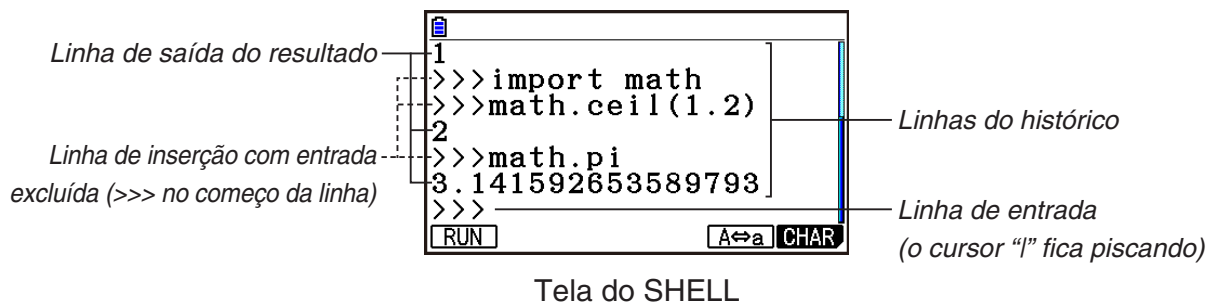 Linha de saída do resultado
Linha de inserção com entrada
excluída (>>> no começo da linha)
1
>>>import math
>>>math.ceil(1.2)
2
>>>math.pi
3.141592653589793
>>>
RUN A⇔a CHAR
Linhas do histórico
Linha de entrada
(o cursor “|” fica piscando)
Tela do SHELL